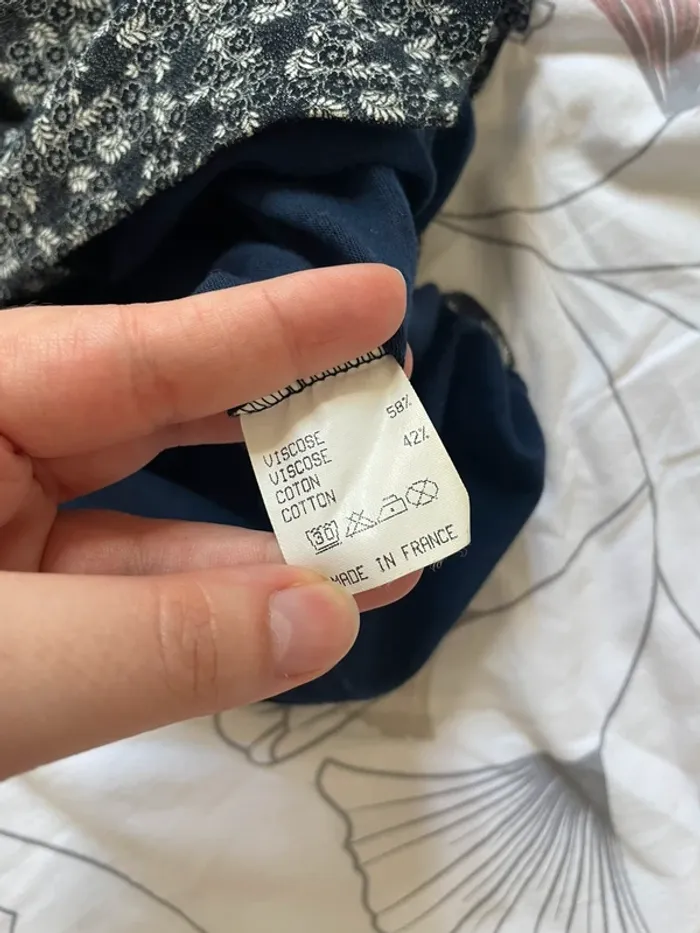 VISCOSE 58%
VISCOSE 42%
COTON
COTTON
30
MADE IN FRANCE